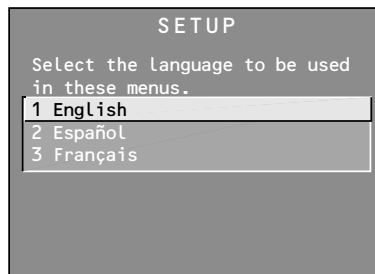 SETUP
Select the language to be used
in these menus.
1 English
2 Español
3 Français